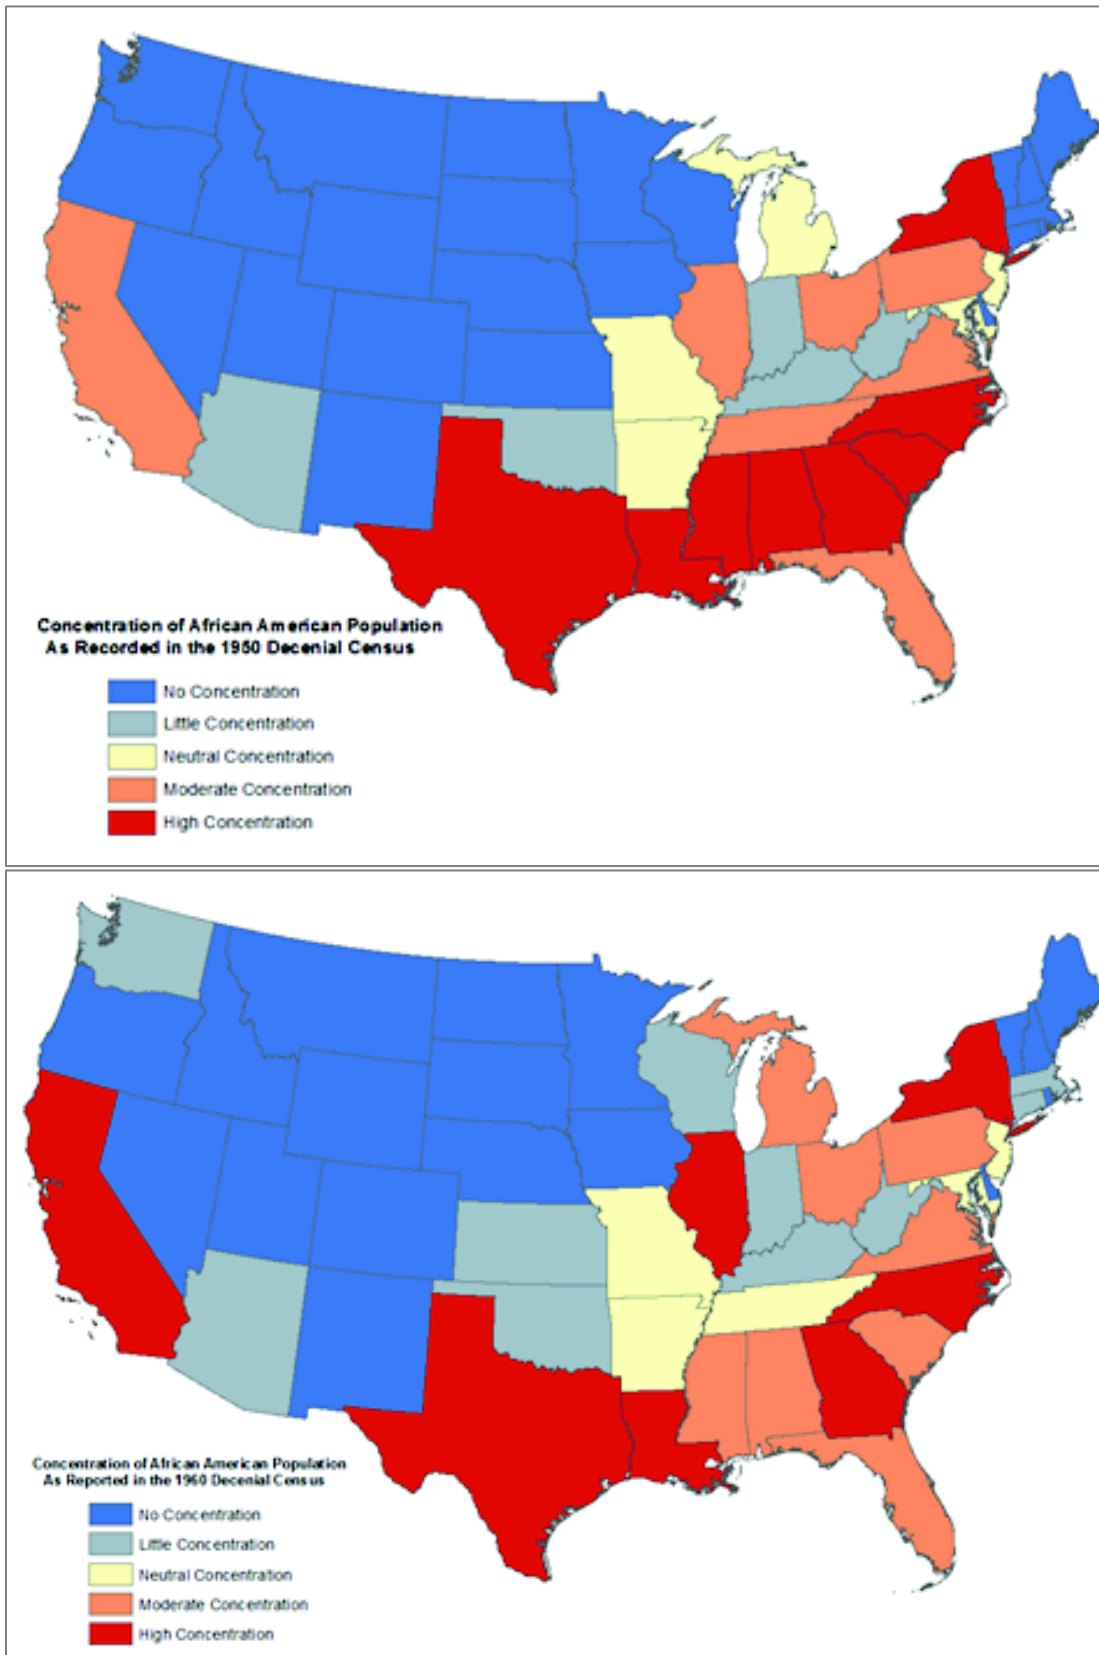 Concentration of African American Population
As Recorded in the 1950 Decenial Census
No Concentration
Little Concentration
Neutral Concentration
Moderate Concentration
High Concentration
Concentration of African American Population
As Reported in the 1960 Decenial Census
No Concentration
Little Concentration
Neutral Concentration
Moderate Concentration
High Concentration